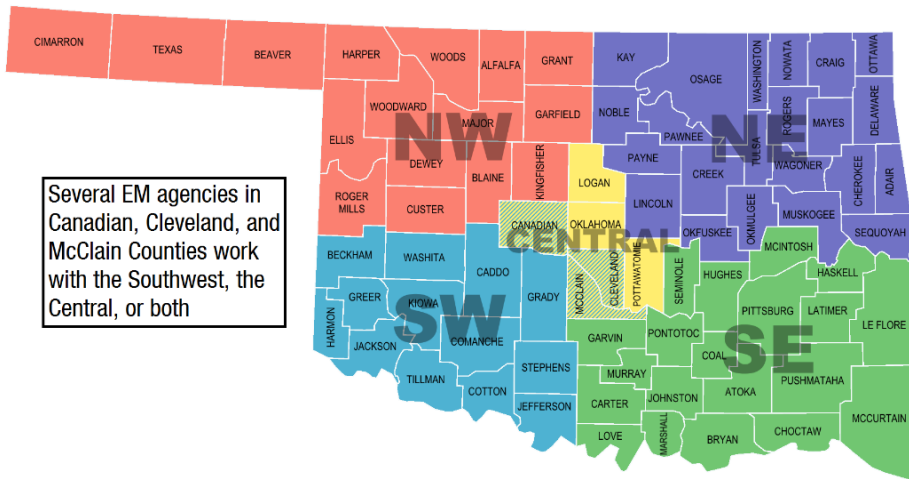 CIMARRON
TEXAS
BEAVER
HARPER
WOODS
ALFALFA
GRANT
KAY
OSAGE
WASHINGTON
NOWATA
CRAIG
OTTAWA
WOODWARD
MAJOR
GARFIELD
NOBLE
PAWNEE
ROGERS
MAYES
DELAWARE
ELLIS
NW
NE
DEWEY
BLAINE
KINGFISHER
LOGAN
PAYNE
CREEK
TULSA
WAGONER
CHEROKEE
ADAIR
Several EM agencies in
Canadian, Cleveland, and
McClain Counties work
with the Southwest, the
Central, or both
ROGER
MILLS
CUSTER
CANADIAN
OKLAHOMA
LINCOLN
OKFUSKEE
OKMULGEE
MUSKOGEE
SEQUOYAH
CENTRAL
BECKHAM
WASHITA
CADDO
GRADY
MCCLAIN
CLEVELAND
POTTAWATOMIE
SEMINOLE
HUGHES
MCINTOSH
HASKELL
GREER
KIOWA
HARMON
SW
JACKSON
COMANCHE
GARVIN
PONTOTOC
PITTSBURG
LATIMER
LE FLORE
SE
COAL
TILLMAN
COTTON
STEPHENS
MURRAY
JEFFERSON
CARTER
JOHNSTON
ATOKA
PUSHMATAHA
MCCURTAIN
LOVE
MARSHALL
BRYAN
CHOCTAW